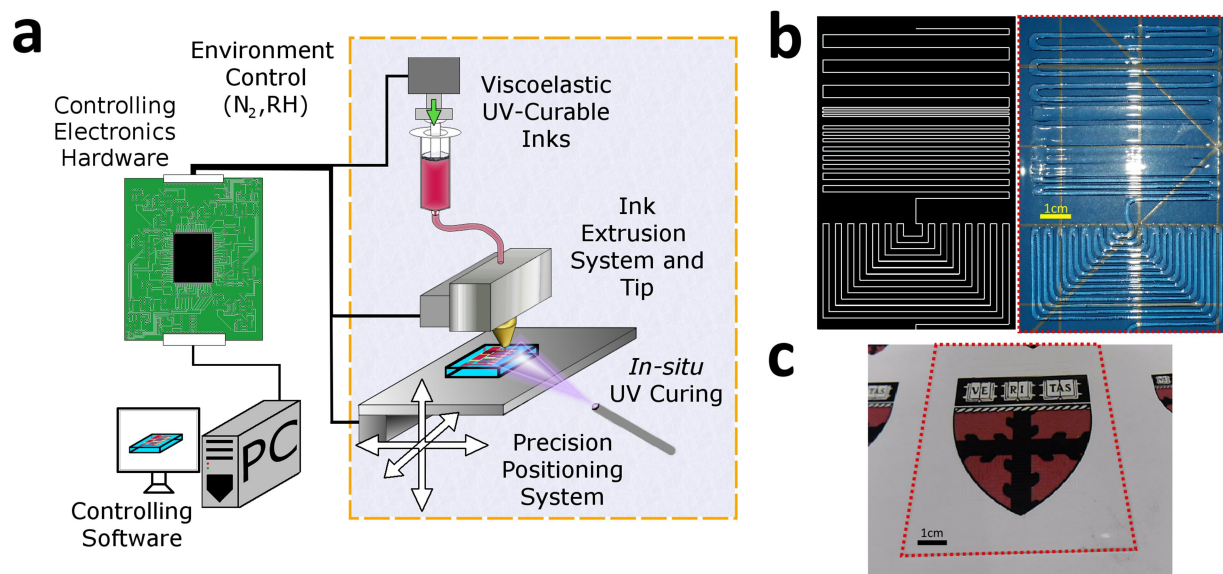 a
Environment
Control
(N2,RH)
Controlling
Electronics
Hardware
Viscoelastic
UV-Curable
Inks
Ink
Extrusion
System and
Tip
In-situ
UV Curing
Precision
Positioning
System
PC
Controlling
Software
b
1cm
c
VE RI TAS
TAS
1cm